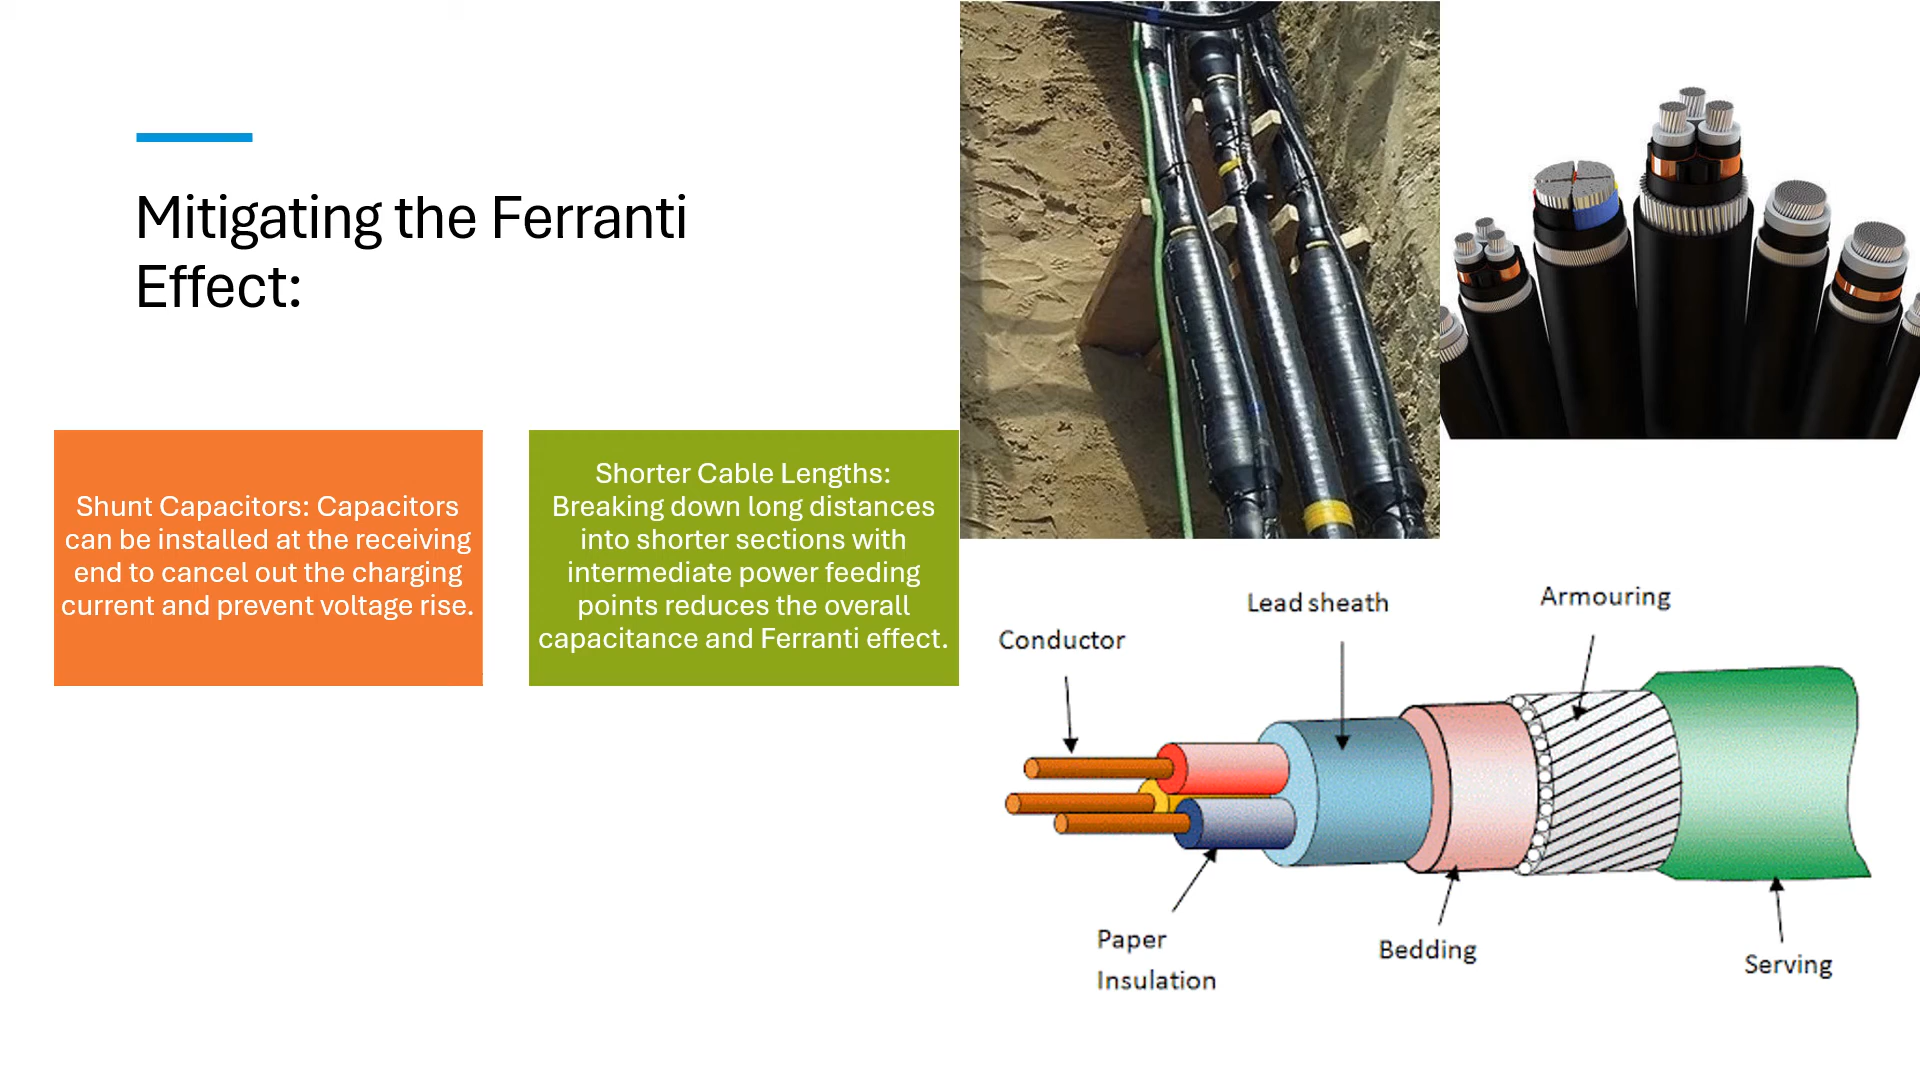 Mitigating the Ferranti
Effect:
Shunt Capacitors: Capacitors
can be installed at the receiving
end to cancel out the charging
current and prevent voltage rise.
Shorter Cable Lengths:
Breaking down long distances
into shorter sections with
intermediate power feeding
points reduces the overall
capacitance and Ferranti effect.
Conductor
Lead sheath
Armouring
Paper
Insulation
Bedding
Serving